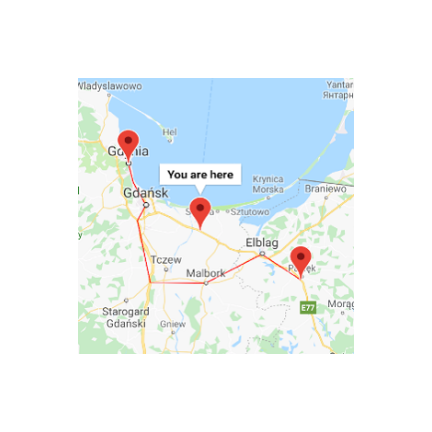 Władysławowo
Yantar
Янтарн
Hel
Gdynia
You are here
Krynica
Morska
Braniewo
Gdańsk
Sztutowo
Elbląg
Tczew
Malbork
E77
Morąg
Starogard
Gdański
Gniew